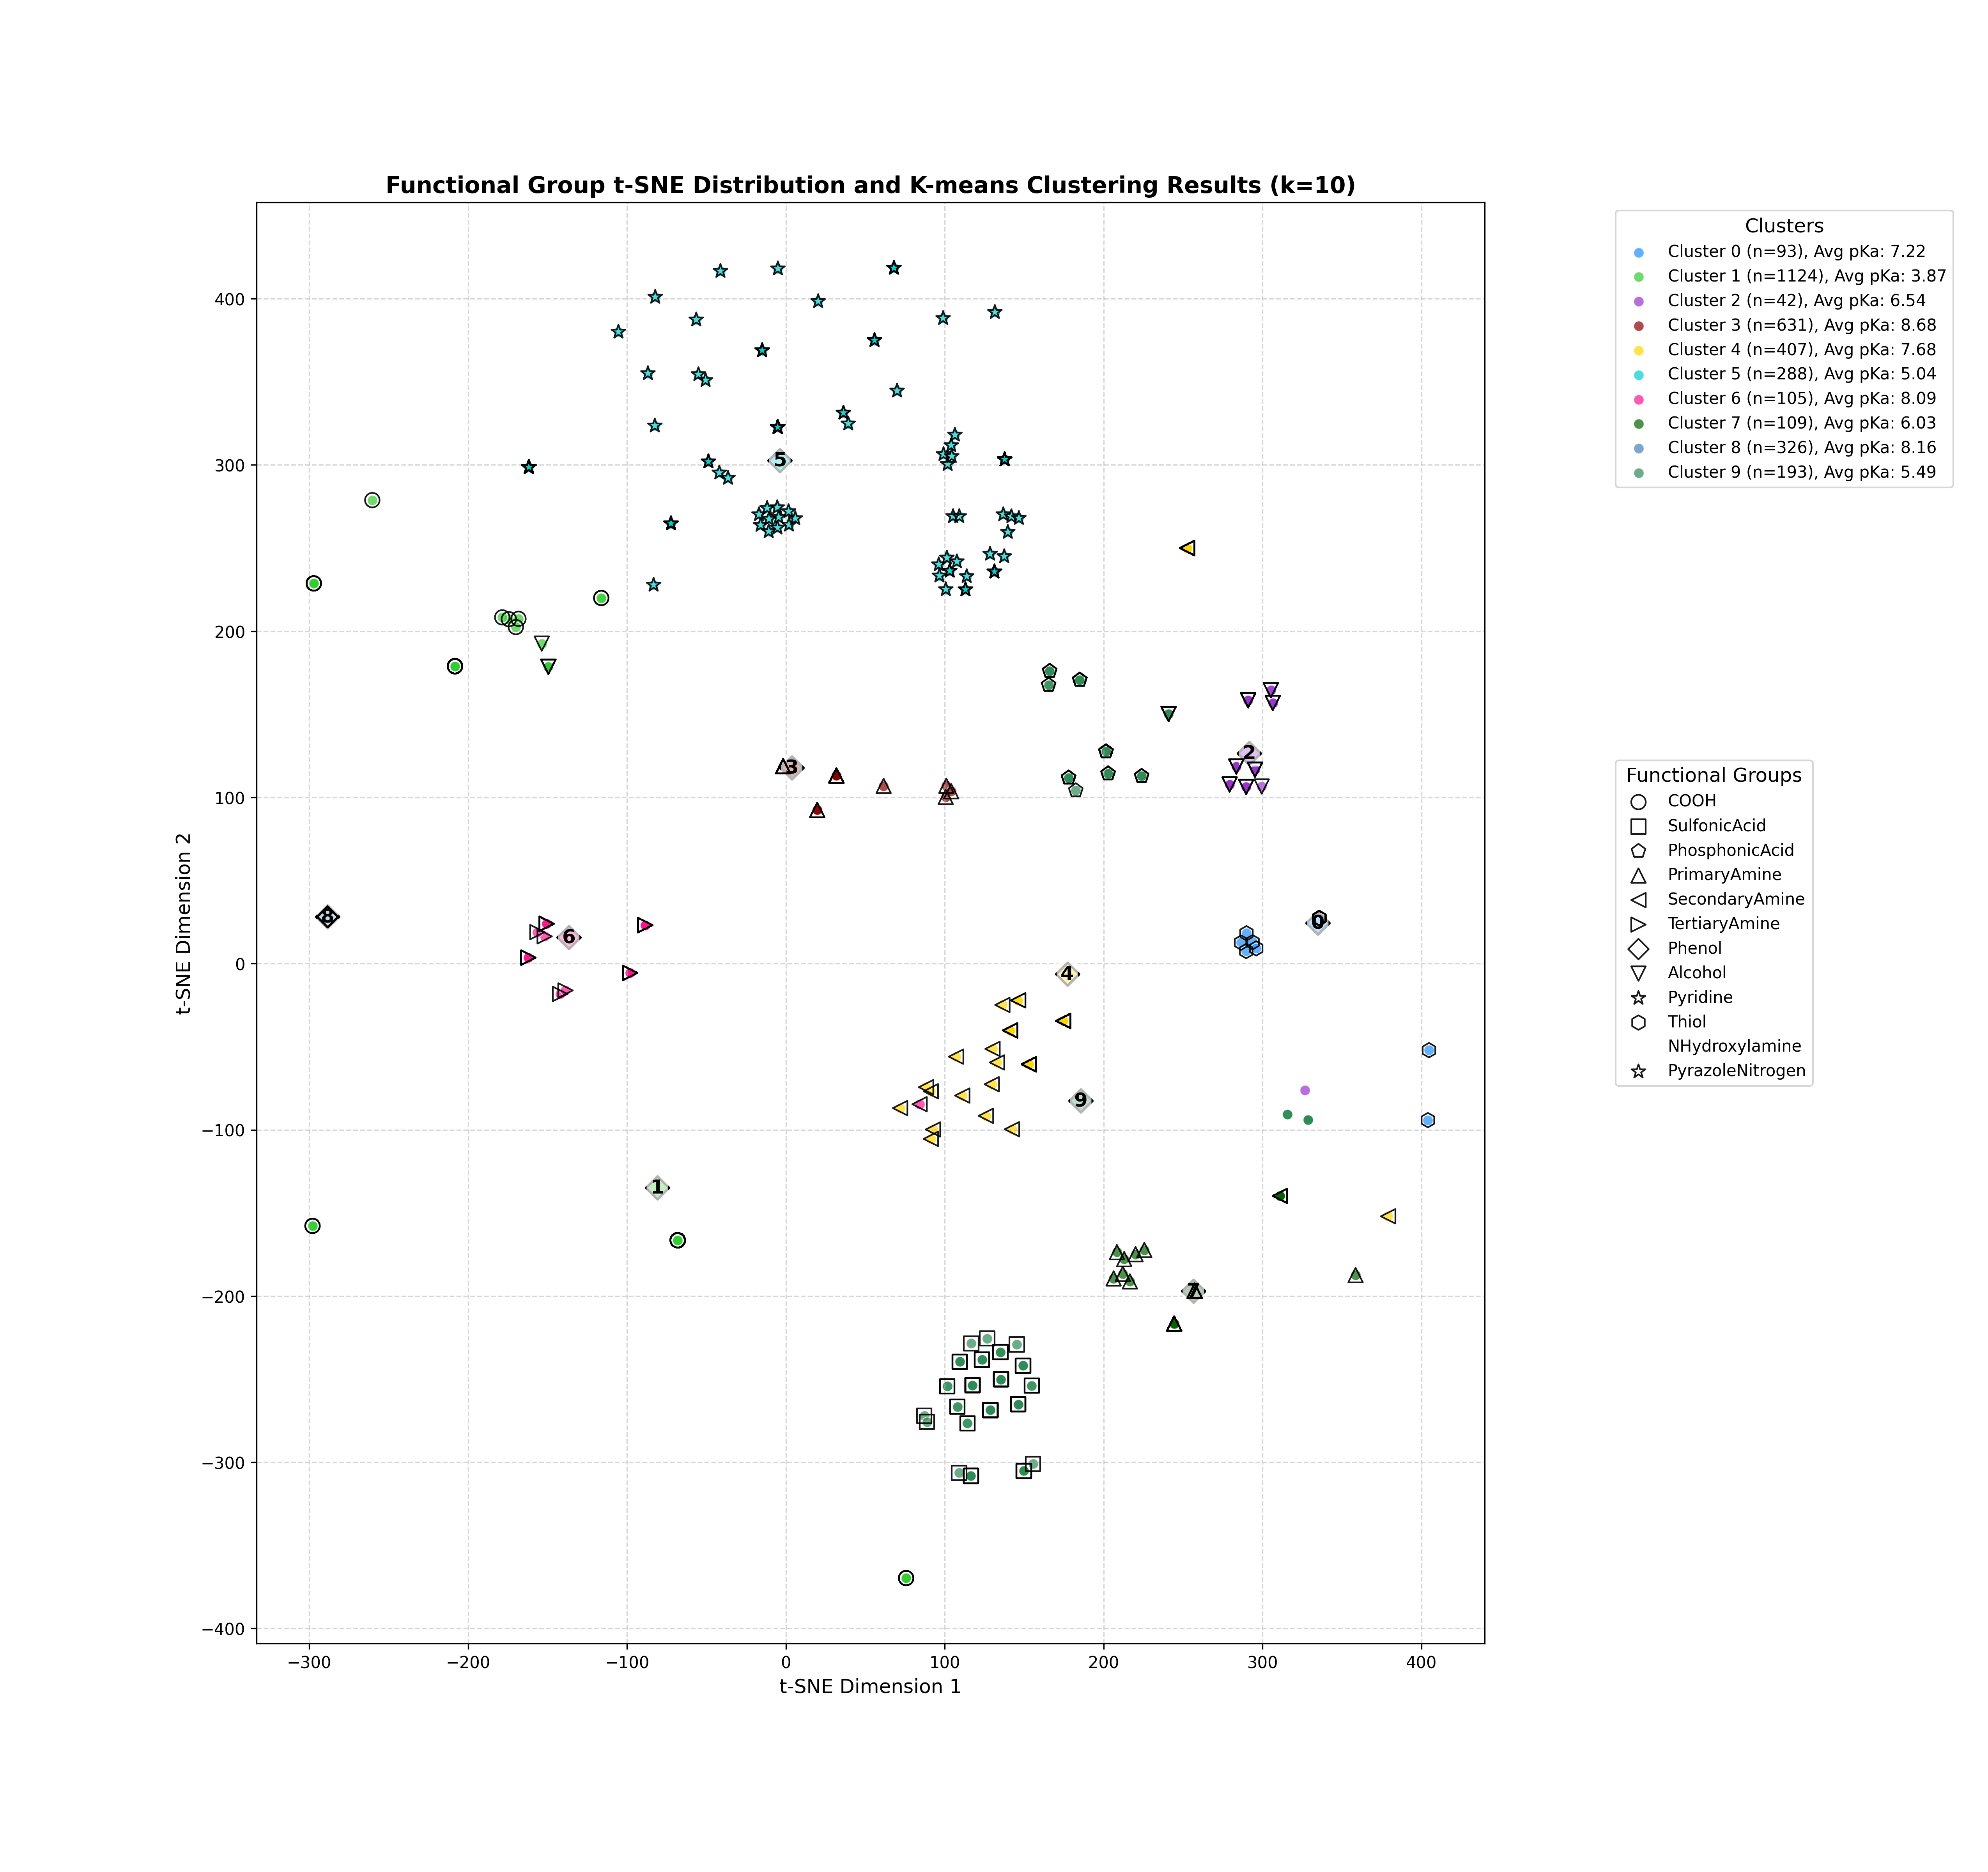 Functional Group t-SNE Distribution and K-means Clustering Results (k=10)
Clusters
Cluster 0 (n=93), Avg pKa: 7.22
Cluster 1 (n=1124), Avg pKa: 3.87
Cluster 2 (n=42), Avg pKa: 6.54
Cluster 3 (n=631), Avg pKa: 8.68
Cluster 4 (n=407), Avg pKa: 7.68
Cluster 5 (n=288), Avg pKa: 5.04
Cluster 6 (n=105), Avg pKa: 8.09
Cluster 7 (n=109), Avg pKa: 6.03
Cluster 8 (n=326), Avg pKa: 8.16
Cluster 9 (n=193), Avg pKa: 5.49
Functional Groups
COOH
SulfonicAcid
PhosphonicAcid
PrimaryAmine
SecondaryAmine
TertiaryAmine
Phenol
Alcohol
Pyridine
Thiol
NHydroxylamine
PyrazoleNitrogen
t-SNE Dimension 2
400
300
200
100
0
−100
−200
−300
−400
5
2
3
8
6
0
4
9
1
7
−300
−200
−100
0
100
200
300
400
t-SNE Dimension 1